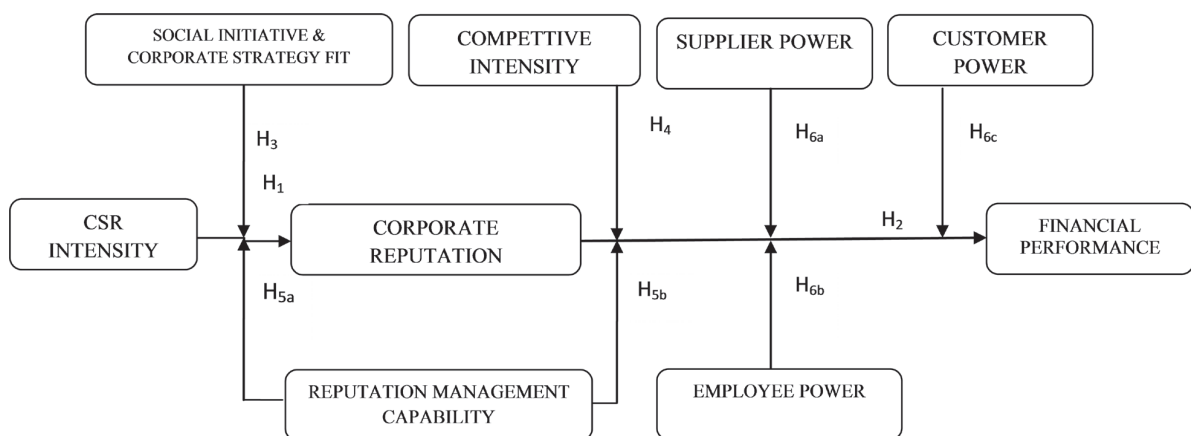 SOCIAL INITIATIVE &
CORPORATE STRATEGY FIT
COMPETTIVE
INTENSITY
SUPPLIER POWER
CUSTOMER
POWER
H3
H4
H6a
H6c
H1
CSR
INTENSITY
CORPORATE
REPUTATION
H2
FINANCIAL
PERFORMANCE
H5a
H5b
H6b
REPUTATION MANAGEMENT
CAPABILITY
EMPLOYEE POWER